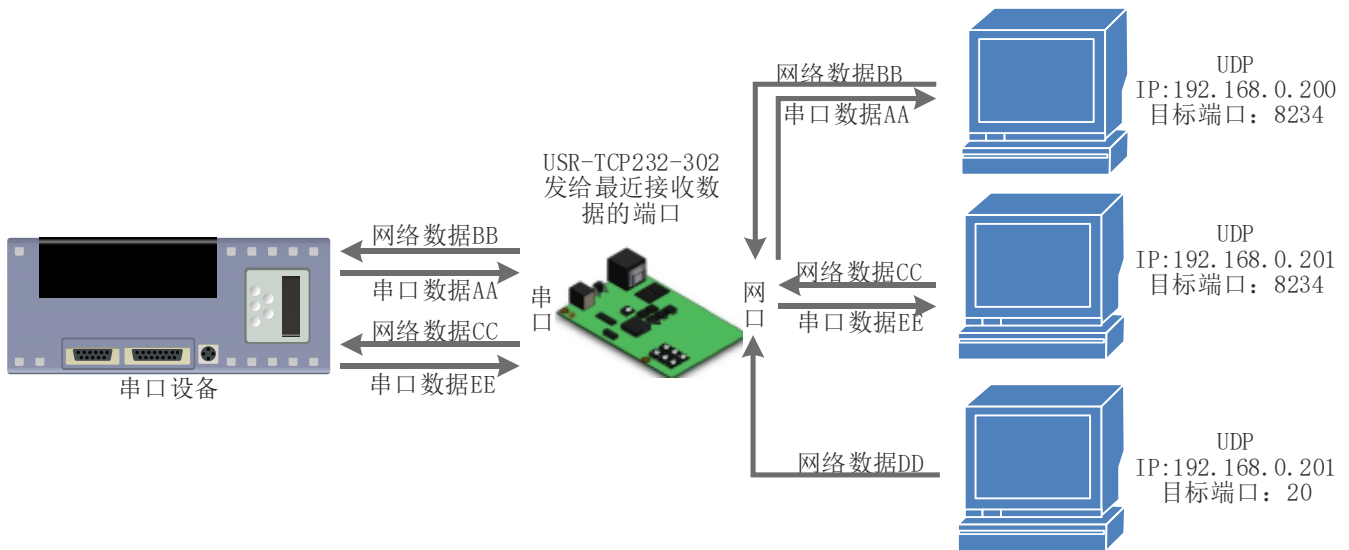 网络数据BB
串口数据AA
UDP
IP:192.168.0.200
目标端口：8234
USR-TCP232-302
发给最近接收数
据的端口
网络数据BB
串口数据AA
网络数据CC
串口数据EE
串口设备
串
口
网
口
网络数据CC
串口数据EE
UDP
IP:192.168.0.201
目标端口：8234
网络数据DD
UDP
IP:192.168.0.201
目标端口：20